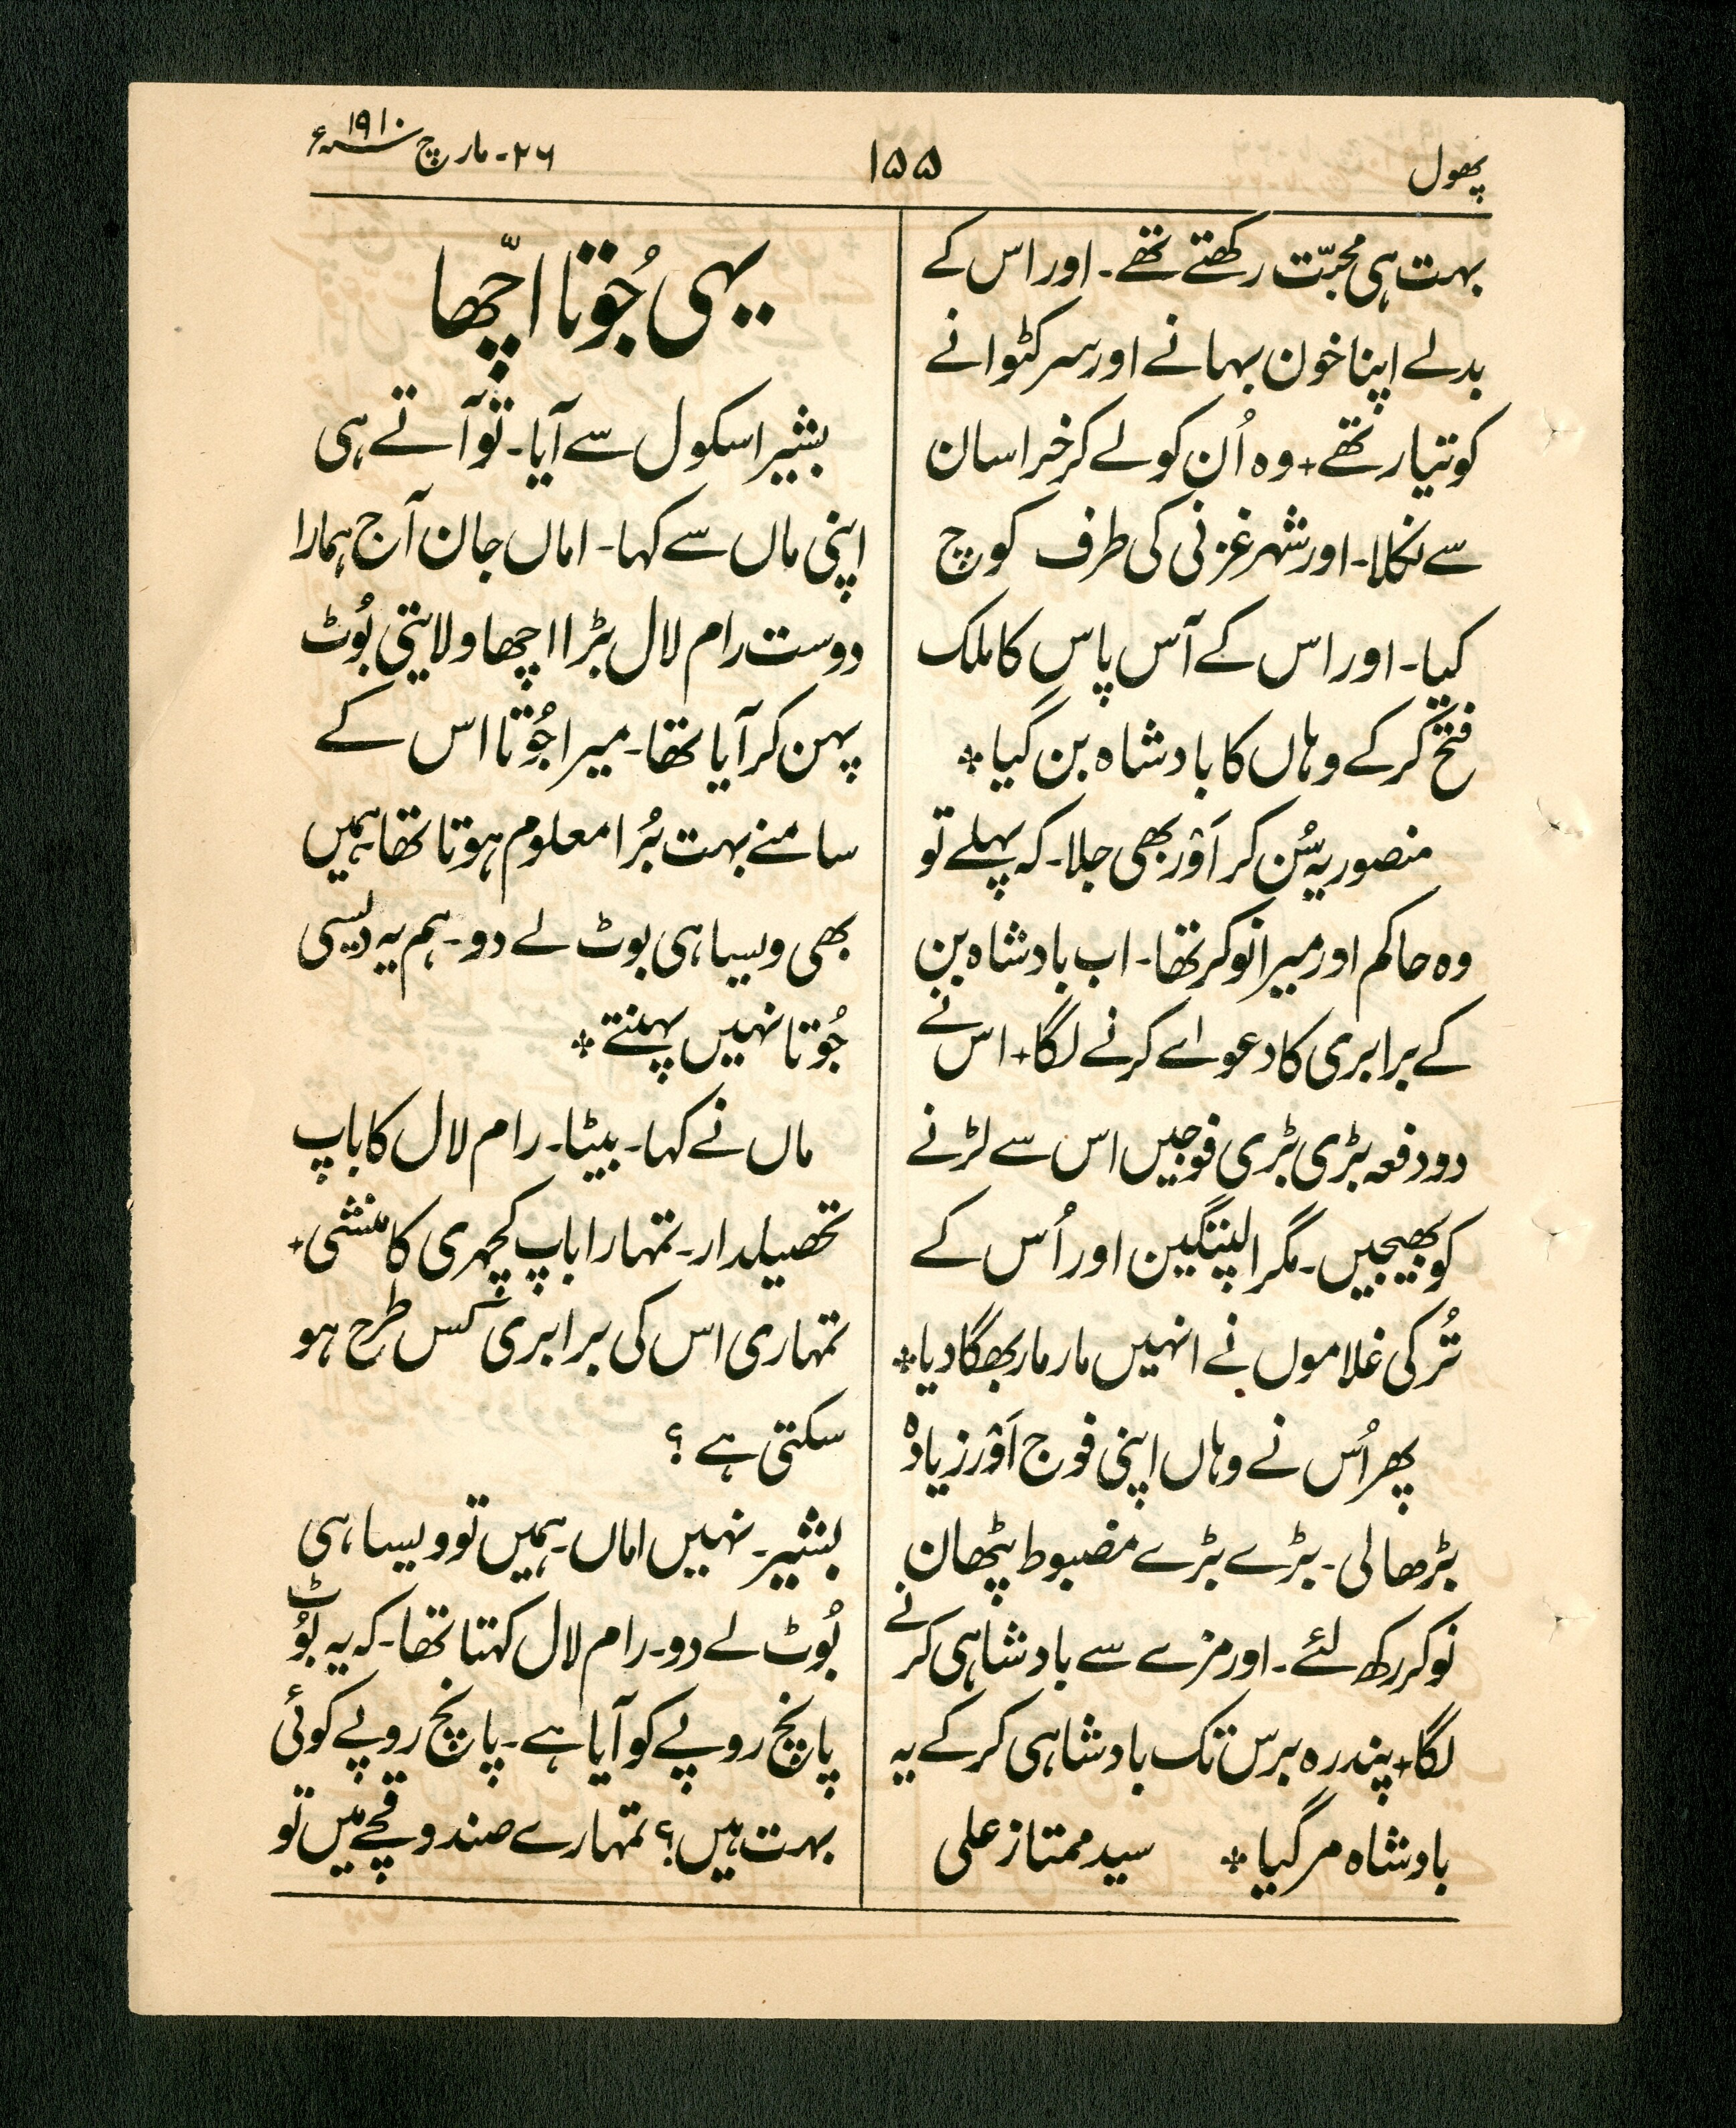 پھول
۱۵۵
۲۶۔ مارچ ۱۹۱۰ء
بہت ہی محبّت رکھتے تھے۔ اور اس کے
بدلے اپنا خون بہانے اور سر کٹوانے
کو تیار تھے + وہ اُن کو لے کر خراسان
سے نکلا۔ اور شہر غزنی کی طرف کوچ
کیا۔ اور اس کے آس پاس کا ملک
فتح کر کے وہاں کا بادشاہ بن گیا ٭
منصور یہ سُن کر اَور بھی جلا۔ کہ پہلے تو
وہ حاکم اور میرا نوکر تھا۔ اب بادشاہ بن
کے برابری کا دعواے کرنے لگا + اس نے
دو دفعہ بڑی بڑی فوجیں اس سے لڑنے
کو بھیجیں۔ مگر الپتگین اور اُس کے
تُرکی غلاموں نے انہیں مار مار بھگا دیا ٭
پھر اُس نے وہاں اپنی فوج اَور زیادہ
بڑھا لی۔ بڑے بڑے مضبوط پٹھان
نوکر رکھ لئے۔ اور مزے سے بادشاہی کرنے
لگا + پندرہ برس تک بادشاہی کر کے یہ
بادشاہ مر گیا ٭ سید ممتاز علی
یہی جُوتا اچّھا
بشیر اسکول سے آیا۔ تو آتے ہی
اپنی ماں سے کہا۔ اماں جان آج ہمارا
دوست رام لال بڑا اچھا ولایتی بُوٹ
پہن کر آیا تھا۔ میرا جُوتا اس کے
سامنے بہت بُرا معلوم ہوتا تھا ہمیں
بھی ویسا ہی بوٹ لے دو۔ ہم یہ دیسی
جُوتا نہیں پہنتے ٭
ماں نے کہا۔ بیٹا۔ رام لال کا باپ
تحصیلدار۔ تمہارا باپ کچہری کا منشی +
تمہاری اس کی برابری کس طرح ہو
سکتی ہے ؟
بشیر۔ نہیں اماں۔ ہمیں تو ویسا ہی
بُوٹ لے دو۔ رام لال کہتا تھا۔ کہ یہ بُوٹ
پانچ روپے کو آیا ہے۔ پانچ روپے کوئی
بہت ہیں؟ تمہارے صندوقچے میں تو